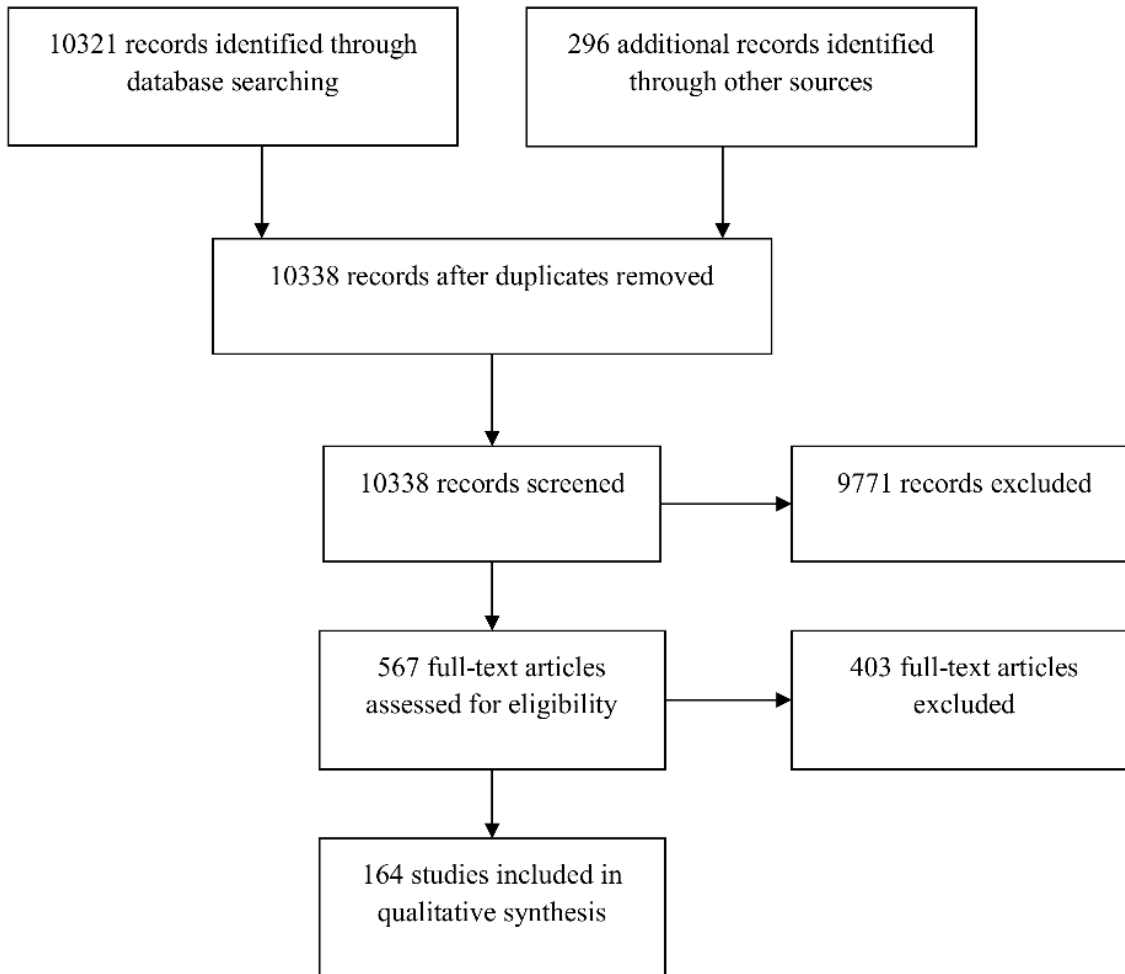 10321 records identified through
database searching
296 additional records identified
through other sources
10338 records after duplicates removed
10338 records screened
9771 records excluded
567 full-text articles
assessed for eligibility
403 full-text articles
excluded
164 studies included in
qualitative synthesis